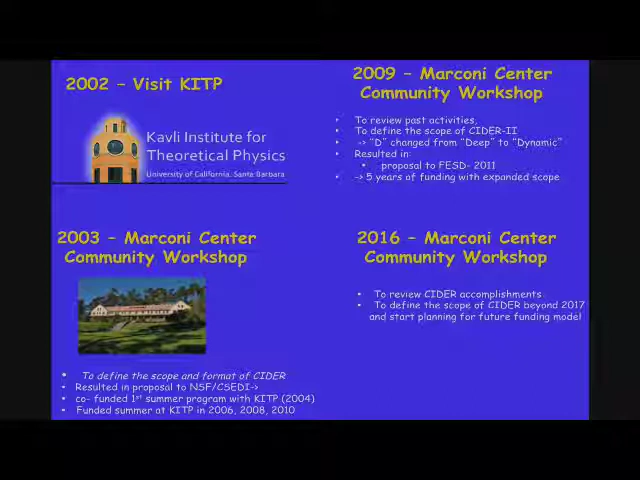 2002 – Visit KITP
Kavli Institute for
Theoretical Physics
University of California, Santa Barbara
2003 – Marconi Center
Community Workshop
• To define the scope and format of CIDER
• Resulted in proposal to NSF/CSEDI->
• co- funded 1st summer program with KITP (2004)
• Funded summer at KITP in 2006, 2008, 2010
2009 – Marconi Center
Community Workshop
• To review past activities,
• To define the scope of CIDER-II
• -> "D" changed from "Deep" to "Dynamic"
• Resulted in:
• proposal to FESD- 2011
• -> 5 years of funding with expanded scope
2016 – Marconi Center
Community Workshop
• To review CIDER accomplishments
• To define the scope of CIDER beyond 2017
and start planning for future funding model